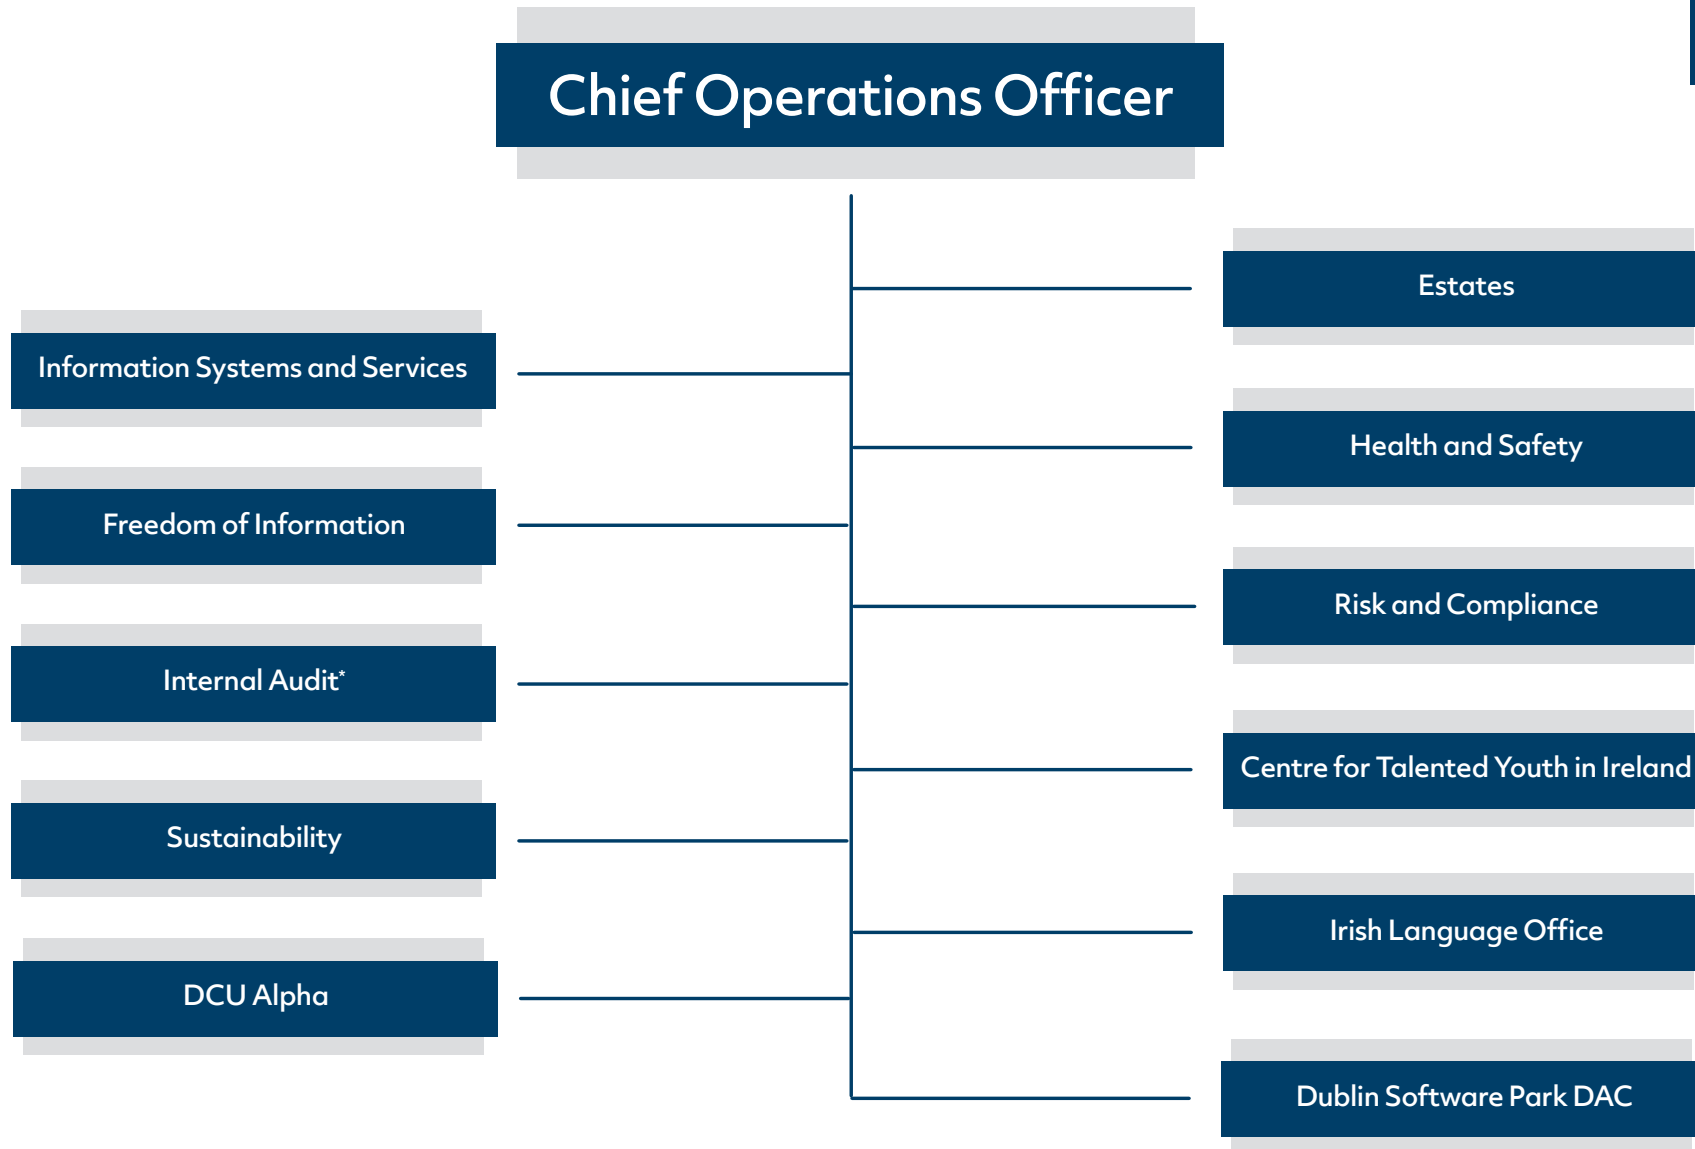 Chief Operations Officer
Information Systems and Services
Freedom of Information
Internal Audit*
Sustainability
DCU Alpha
Estates
Health and Safety
Risk and Compliance
Centre for Talented Youth in Ireland
Irish Language Office
Dublin Software Park DAC